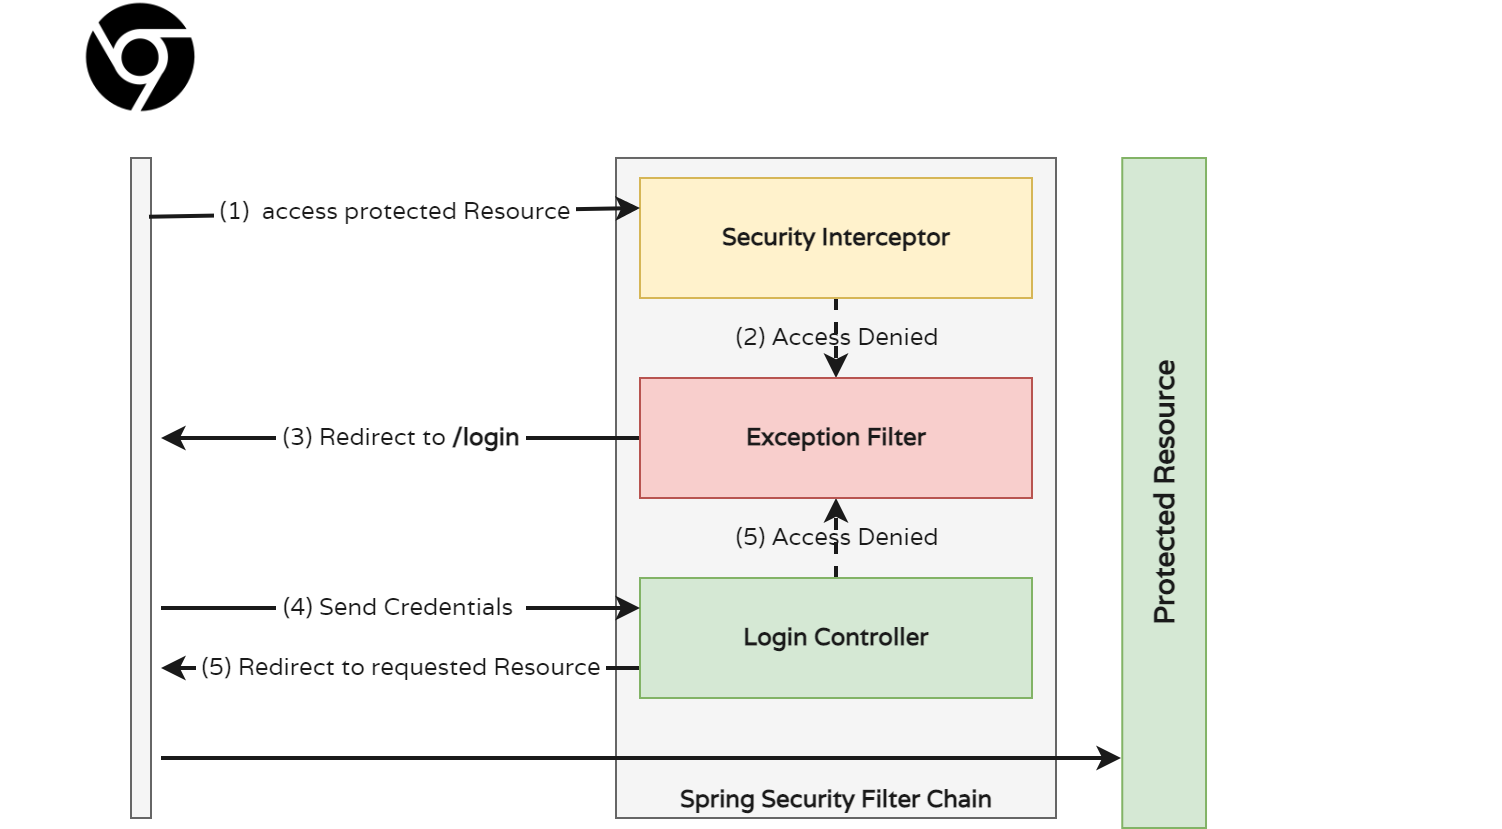 (1) access protected Resource
Security Interceptor
(2) Access Denied
(3) Redirect to /login
Exception Filter
(5) Access Denied
(4) Send Credentials
Login Controller
(5) Redirect to requested Resource
Spring Security Filter Chain
Protected Resource